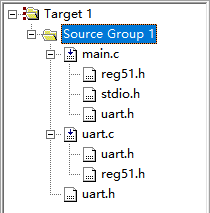 Target 1
Source Group 1
main.c
reg51.h
stdio.h
uart.h
uart.c
uart.h
reg51.h
uart.h